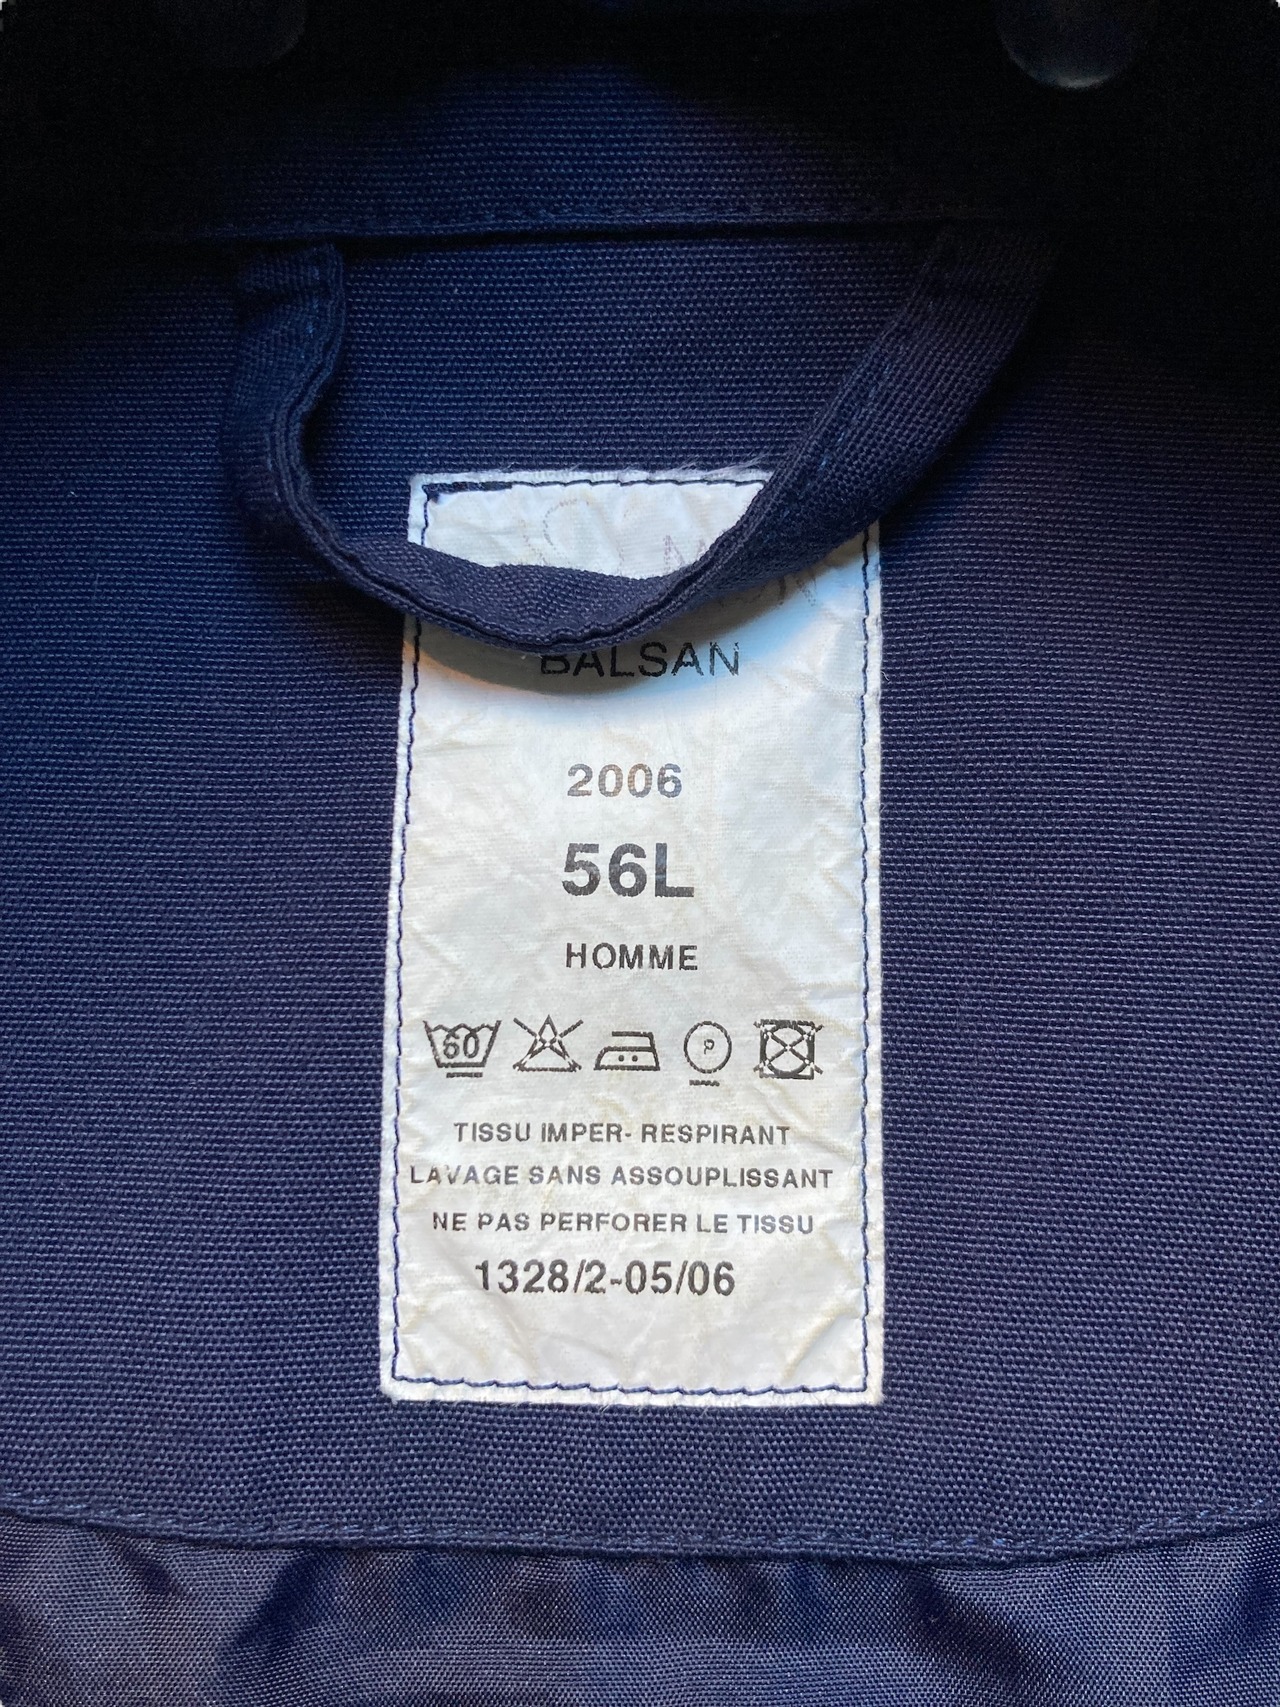 BALSAN
2006
56L
HOMME
60 P
TISSU IMPER- RESPIRANT
LAVAGE SANS ASSOUPLISSANT
NE PAS PERFORER LE TISSU
1328/2-05/06